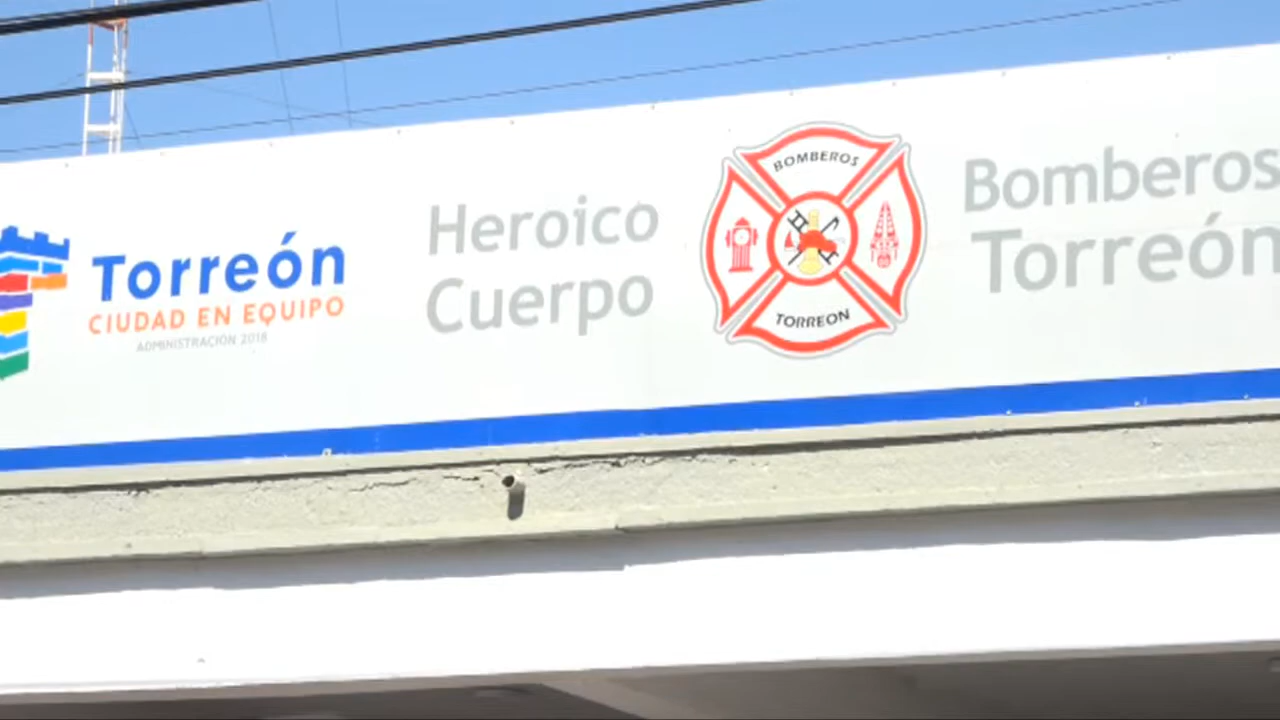 Torreón
CIUDAD EN EQUIPO
ADMINISTRACIÓN 2018
Heroico
Cuerpo
BOMBEROS
TORREON
Bomberos
Torreón